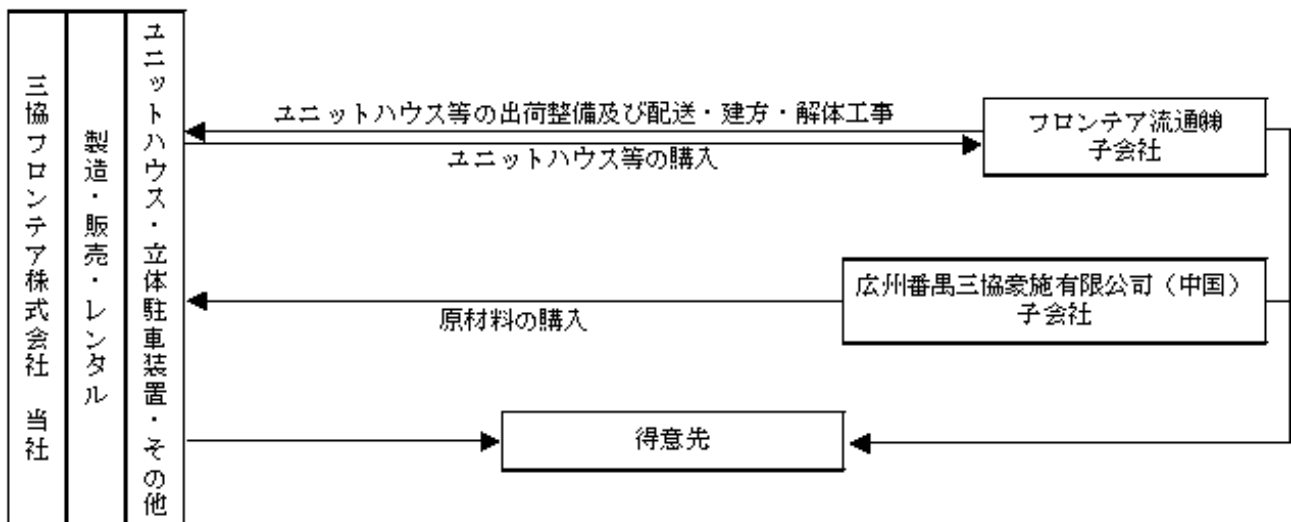 三協フロンテア株式会社 当社
製造・販売・レンタル
ユニットハウス・立体駐車装置・その他
ユニットハウス等の出荷整備及び配送・建方・解体工事
ユニットハウス等の購入
フロンテア流通㈱
子会社
広州番禺三協豪施有限公司(中国)
子会社
原材料の購入
得意先